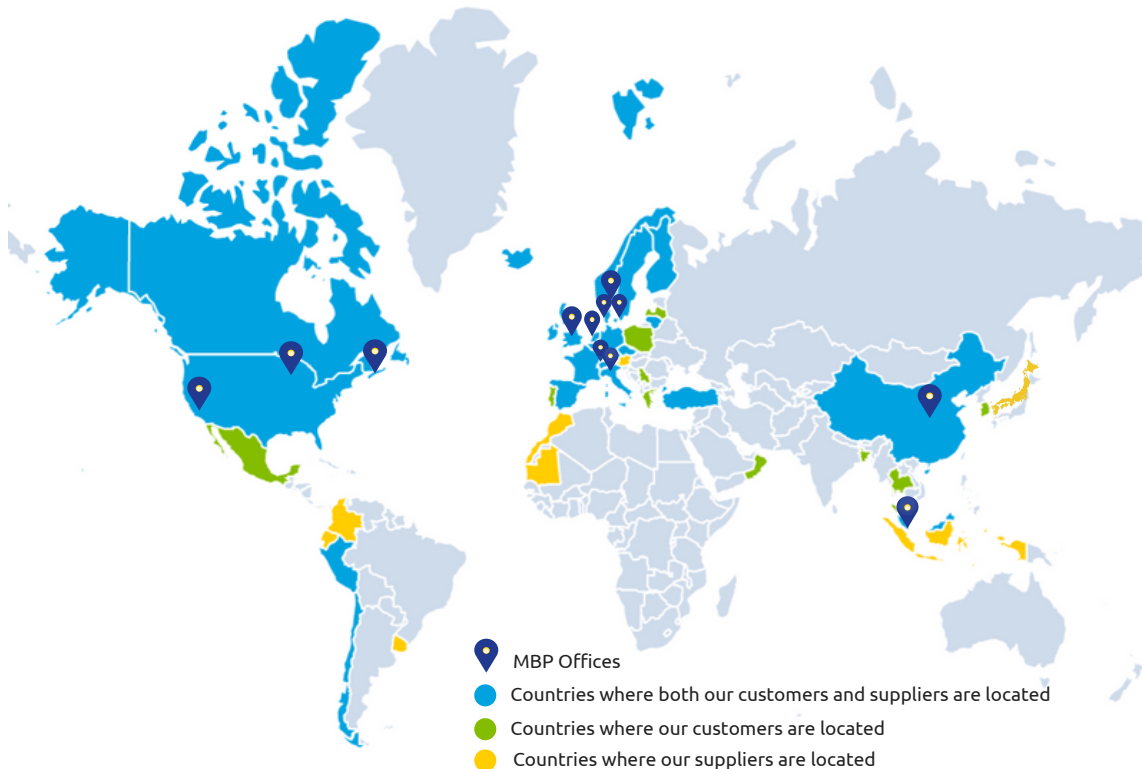 MBP Offices
Countries where both our customers and suppliers are located
Countries where our customers are located
Countries where our suppliers are located